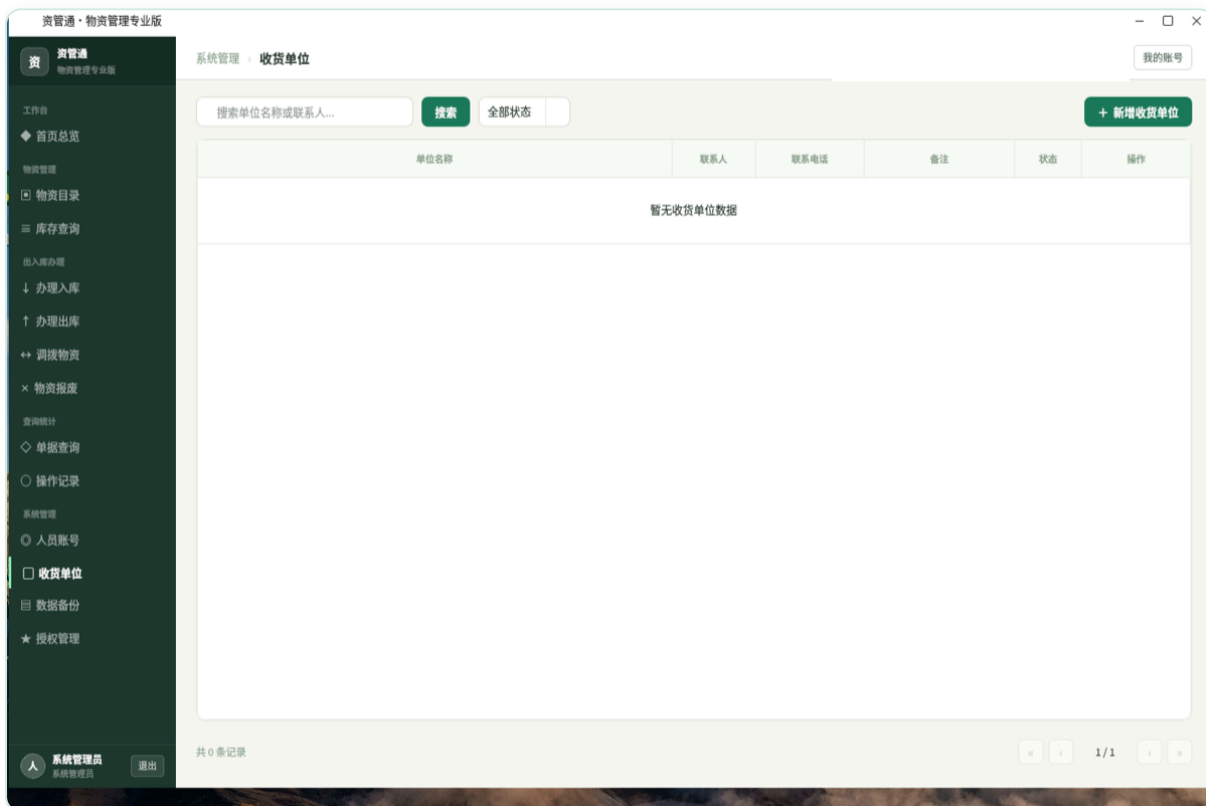 资管通·物资管理专业版
资
资管通
物资管理专业版
工作台
首页总览
物资管理
物资目录
库存查询
出入库办理
办理入库
办理出库
调拨物资
物资报废
查询统计
单据查询
操作记录
系统管理
人员账号
收货单位
数据备份
授权管理
人
系统管理员
系统管理员
退出
系统管理 › 收货单位
我的账号
搜索单位名称或联系人... 搜索 全部状态
+ 新增收货单位
单位名称 联系人 联系电话 备注 状态 操作
暂无收货单位数据
共 0 条记录
« ‹ 1 / 1 › »